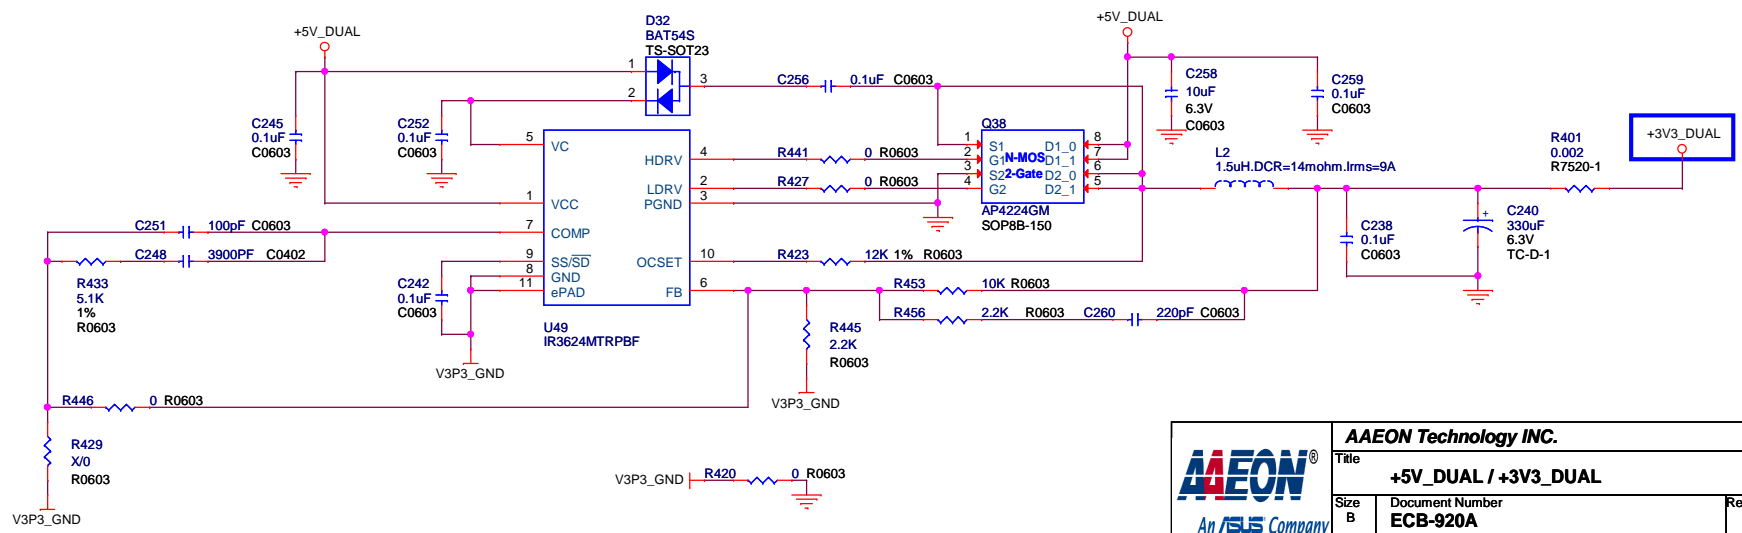 +5V_DUAL
D32
BAT54S
TS-SOT23
1
2
3
C256 0.1uF C0603
+5V_DUAL
C258
10uF
6.3V
C0603
C259
0.1uF
C0603
C245
0.1uF
C0603
C252
0.1uF
C0603
5 VC
1 VCC
7 COMP
9 SS/SD
8 GND
11 ePAD
HDRV 4
LDRV 2
PGND 3
OCSET 10
FB 6
U49
IR3624MTRPBF
R441 0 R0603
R427 0 R0603
Q38
1 S1 D1_0 8
2 G1 N-MOS D1_1 7
3 S2 2-Gate D2_0 6
4 G2 D2_1 5
AP4224GM
SOP8B-150
L2
1.5uH.DCR=14mohm.Irms=9A
R401
0.002
R7520-1
+3V3_DUAL
C238
0.1uF
C0603
+
C240
330uF
6.3V
TC-D-1
C251 100pF C0603
C248 3900PF C0402
R433
5.1K
1%
R0603
C242
0.1uF
C0603
R423 12K 1% R0603
R453 10K R0603
R456 2.2K R0603 C260 220pF C0603
R445
2.2K
R0603
V3P3_GND
V3P3_GND
R446 0 R0603
R429
X/0
R0603
V3P3_GND
V3P3_GND R420 0 R0603
AAEON®
An ASUS Company
AAEON Technology INC.
Title
+5V_DUAL / +3V3_DUAL
Size
B
Document Number
ECB-920A
Re